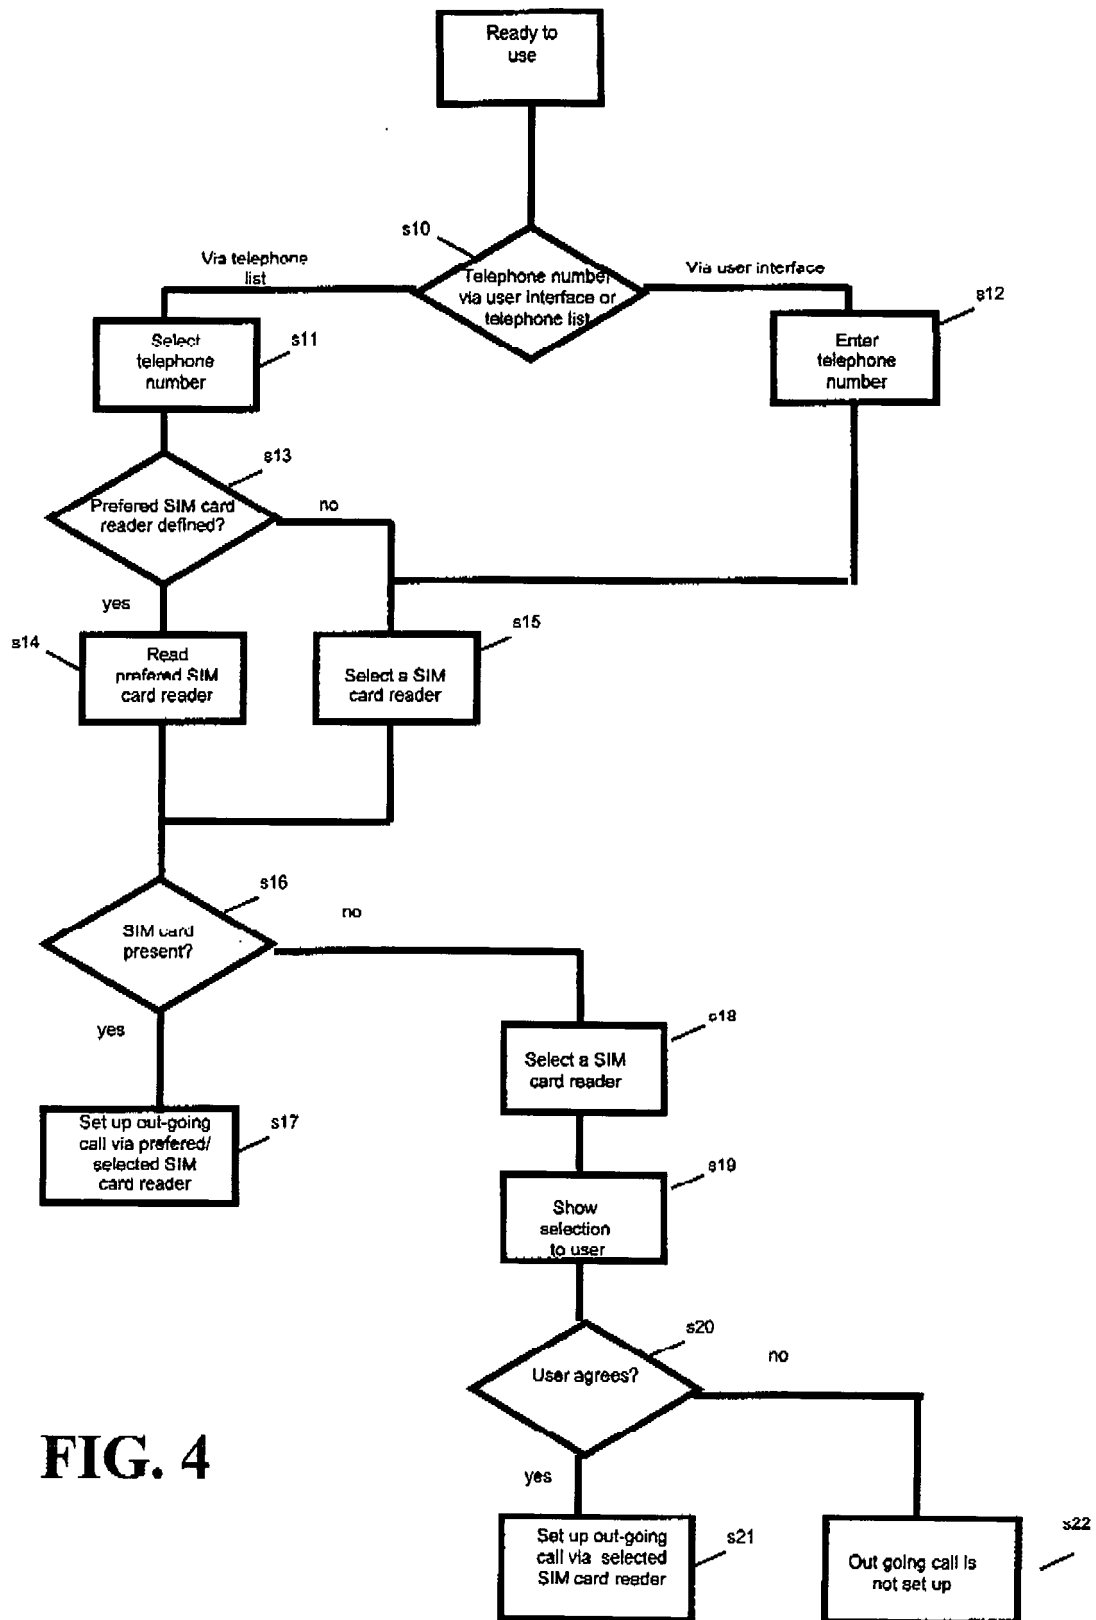 Ready to
use
s10
Via telephone
list
Telephone number
via user interface or
telephone list
Via user interface
s12
Select
telephone
number
s11
Enter
telephone
number
s13
Prefered SIM card
reader defined?
no
yes
s14
Read
prefered SIM
card reader
s15
Select a SIM
card reader
s16
SIM card
present?
no
yes
s18
Select a SIM
card reader
Set up out-going
call via prefered/
selected SIM
card reader
s17
s19
Show
selection
to user
s20
User agrees?
no
yes
FIG. 4
Set up out-going
call via selected
SIM card reader
s21
Out going call is
not set up
s22